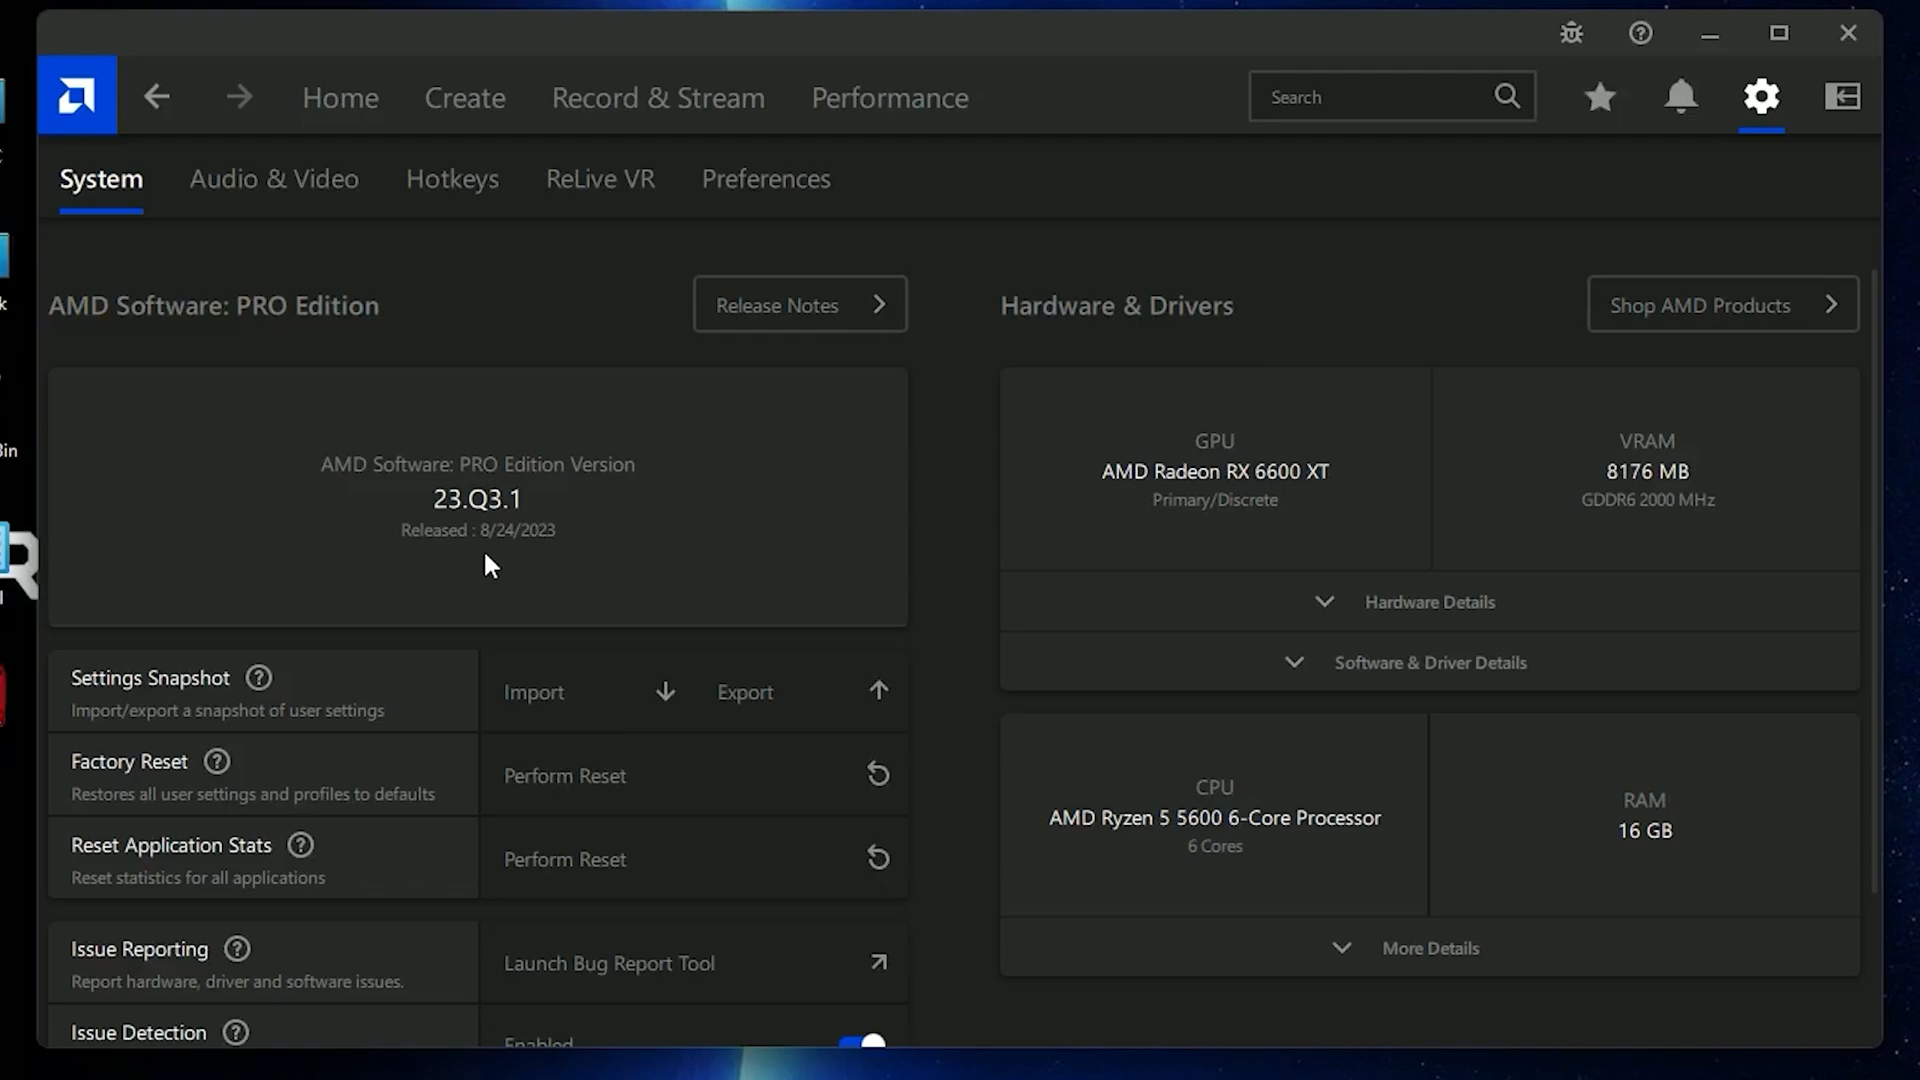 Home Create Record & Stream Performance Search
System Audio & Video Hotkeys ReLive VR Preferences
AMD Software: PRO Edition
Release Notes
AMD Software: PRO Edition Version
23.Q3.1
Released : 8/24/2023
Settings Snapshot
Import/export a snapshot of user settings
Import Export
Factory Reset
Restores all user settings and profiles to defaults
Perform Reset
Reset Application Stats
Reset statistics for all applications
Perform Reset
Issue Reporting
Report hardware, driver and software issues.
Launch Bug Report Tool
Issue Detection
Enabled
Hardware & Drivers
Shop AMD Products
GPU
AMD Radeon RX 6600 XT
Primary/Discrete
VRAM
8176 MB
GDDR6 2000 MHz
Hardware Details
Software & Driver Details
CPU
AMD Ryzen 5 5600 6-Core Processor
6 Cores
RAM
16 GB
More Details